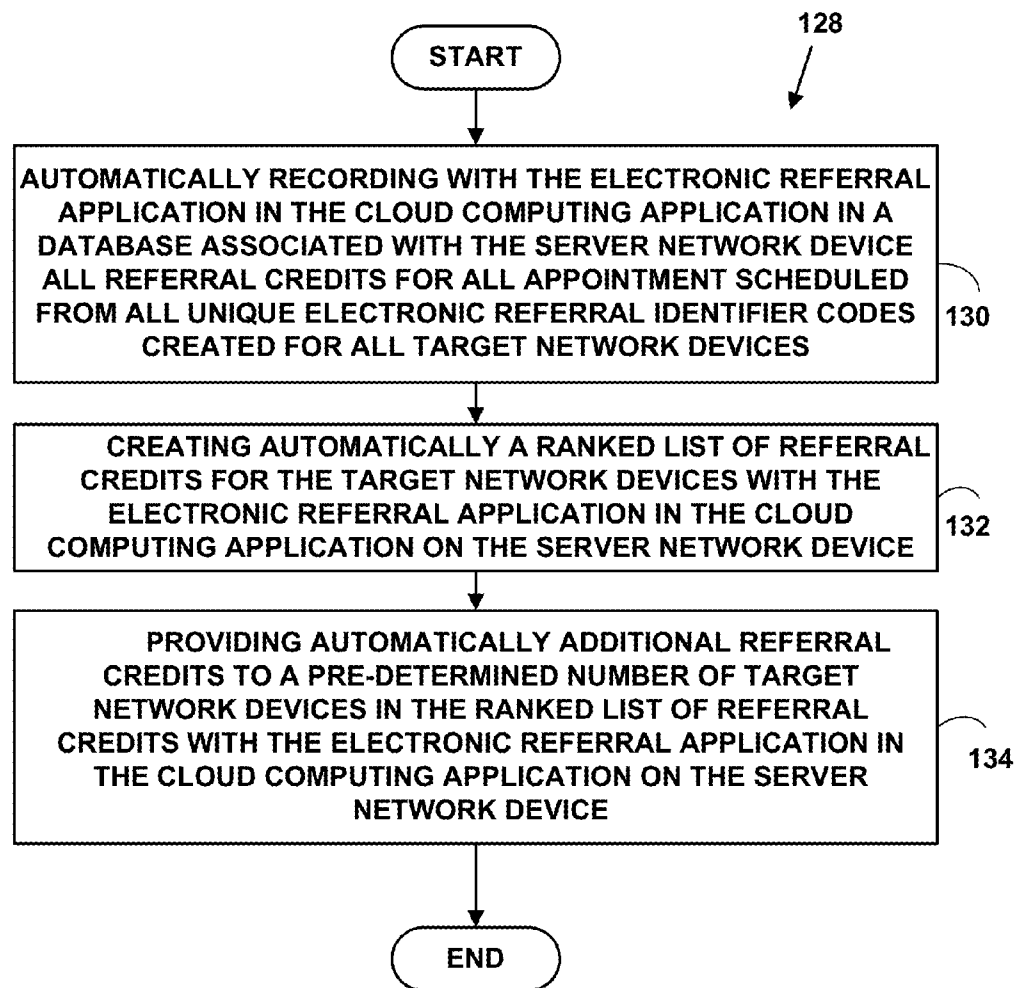 128
START
AUTOMATICALLY RECORDING WITH THE ELECTRONIC REFERRAL
APPLICATION IN THE CLOUD COMPUTING APPLICATION IN A
DATABASE ASSOCIATED WITH THE SERVER NETWORK DEVICE
ALL REFERRAL CREDITS FOR ALL APPOINTMENT SCHEDULED
FROM ALL UNIQUE ELECTRONIC REFERRAL IDENTIFIER CODES
CREATED FOR ALL TARGET NETWORK DEVICES
130
CREATING AUTOMATICALLY A RANKED LIST OF REFERRAL
CREDITS FOR THE TARGET NETWORK DEVICES WITH THE
ELECTRONIC REFERRAL APPLICATION IN THE CLOUD
COMPUTING APPLICATION ON THE SERVER NETWORK DEVICE
132
PROVIDING AUTOMATICALLY ADDITIONAL REFERRAL
CREDITS TO A PRE-DETERMINED NUMBER OF TARGET
NETWORK DEVICES IN THE RANKED LIST OF REFERRAL
CREDITS WITH THE ELECTRONIC REFERRAL APPLICATION IN
THE CLOUD COMPUTING APPLICATION ON THE SERVER
NETWORK DEVICE
134
END